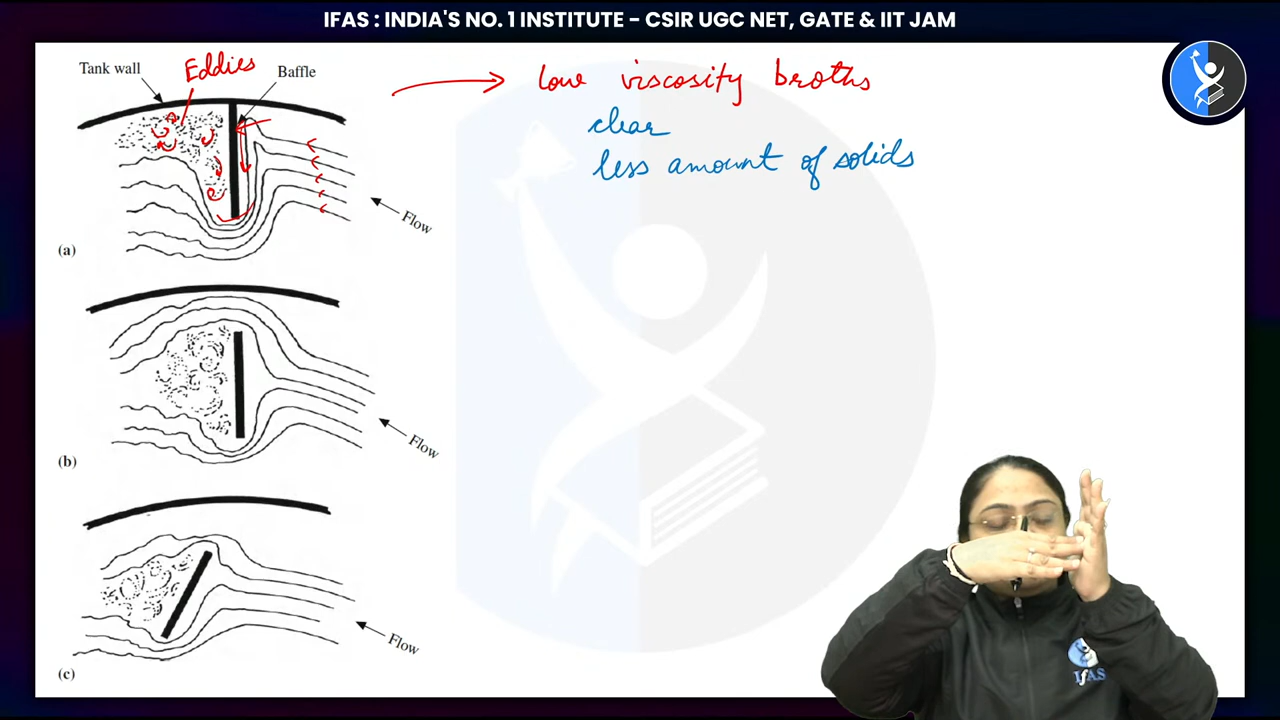 IFAS : INDIA'S NO. 1 INSTITUTE - CSIR UGC NET, GATE & IIT JAM
Tank wall
Eddies
Baffle
low viscosity broths
clear
less amount of solids
Flow
(a)
Flow
(b)
Flow
(c)
IFAS